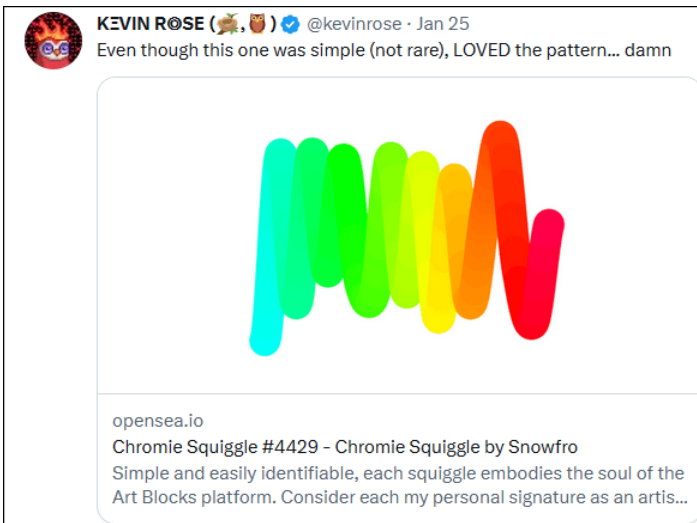 KΞVIN R◎SE (🪹,🦉) @kevinrose · Jan 25
Even though this one was simple (not rare), LOVED the pattern... damn
opensea.io
Chromie Squiggle #4429 - Chromie Squiggle by Snowfro
Simple and easily identifiable, each squiggle embodies the soul of the
Art Blocks platform. Consider each my personal signature as an artis...